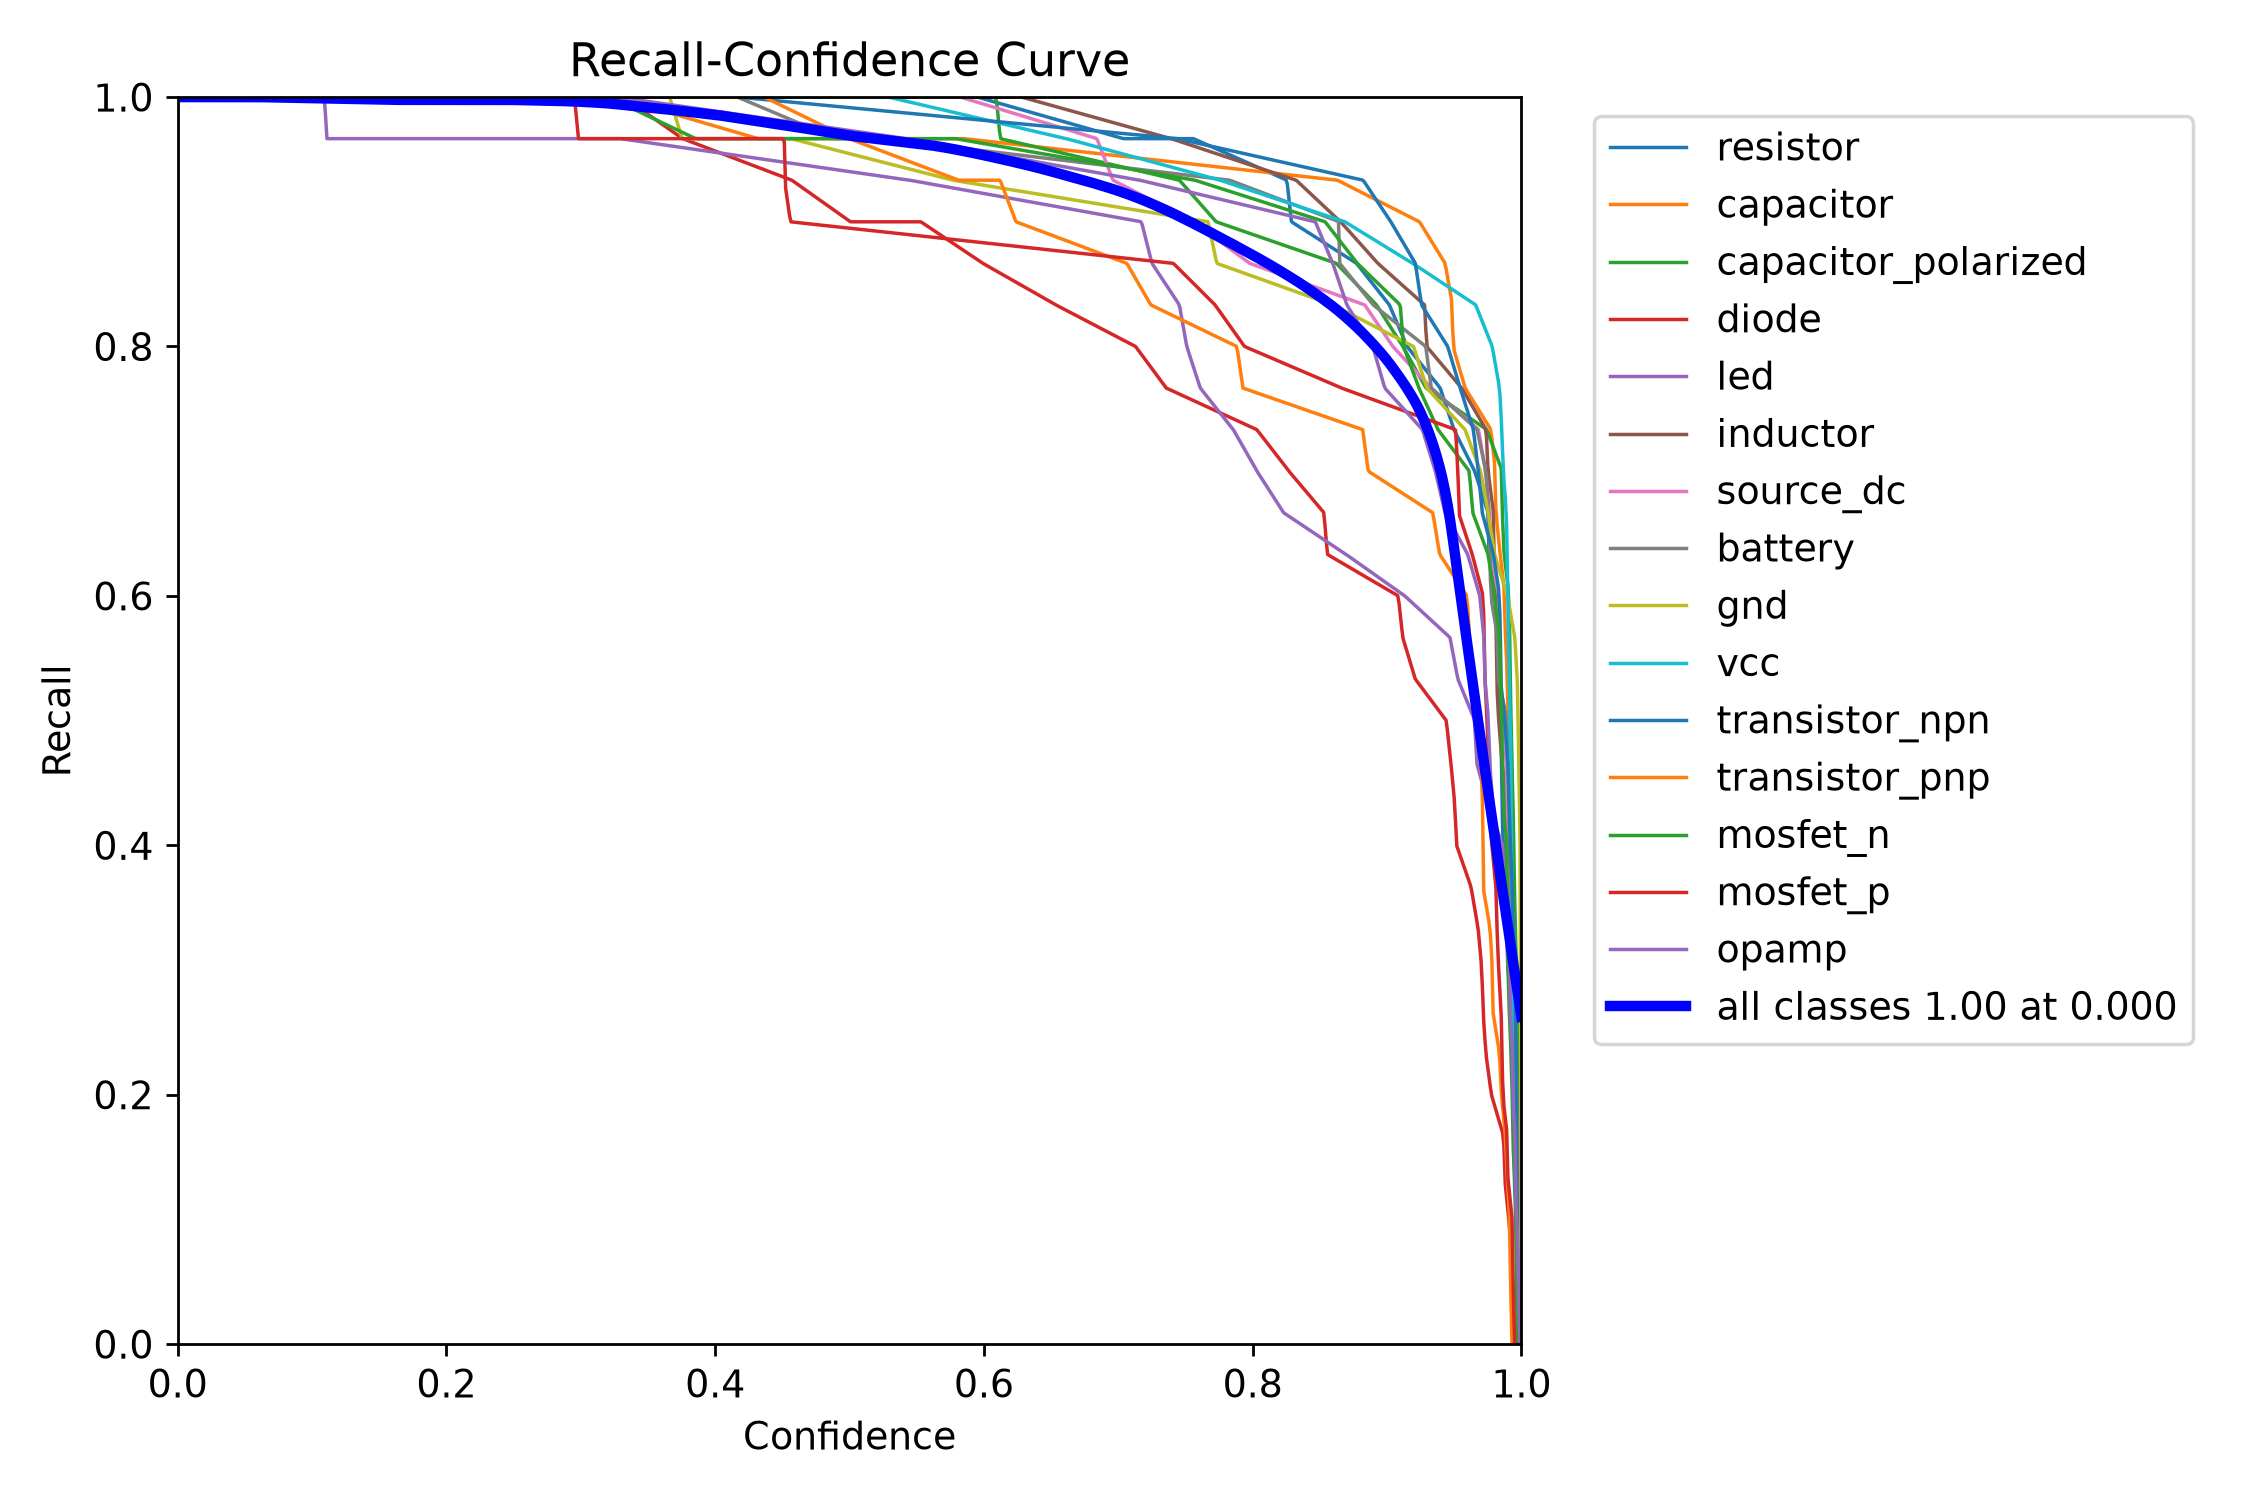 Recall-Confidence Curve
1.0
0.8
0.6
0.4
0.2
0.0
Recall
0.0 0.2 0.4 0.6 0.8 1.0
Confidence
resistor
capacitor
capacitor_polarized
diode
led
inductor
source_dc
battery
gnd
vcc
transistor_npn
transistor_pnp
mosfet_n
mosfet_p
opamp
all classes 1.00 at 0.000